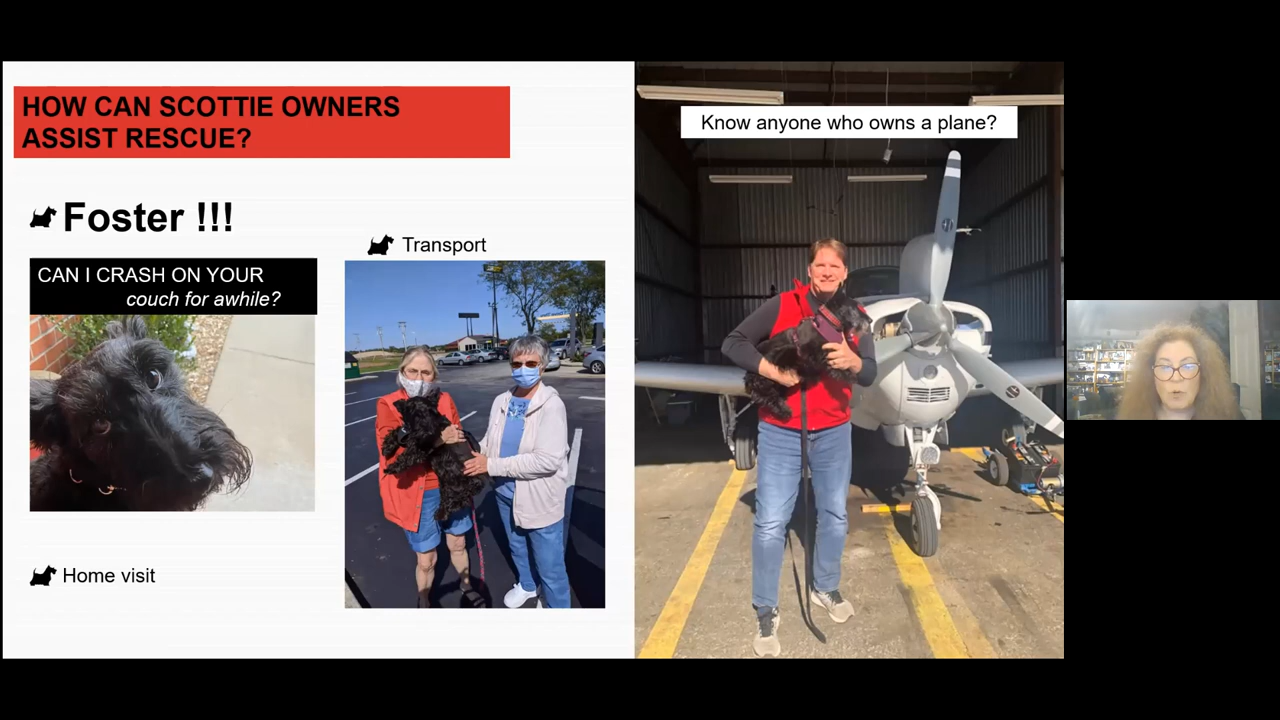 HOW CAN SCOTTIE OWNERS
ASSIST RESCUE?
Foster !!!
CAN I CRASH ON YOUR
couch for awhile?
Home visit
Transport
Know anyone who owns a plane?